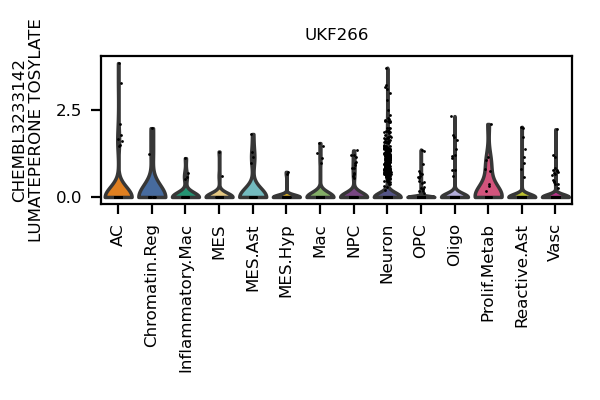 UKF266
CHEMBL3233142
LUMATEPERONE TOSYLATE
2.5
0.0
AC
Chromatin.Reg
Inflammatory.Mac
MES
MES.Ast
MES.Hyp
Mac
NPC
Neuron
OPC
Oligo
Prolif.Metab
Reactive.Ast
Vasc